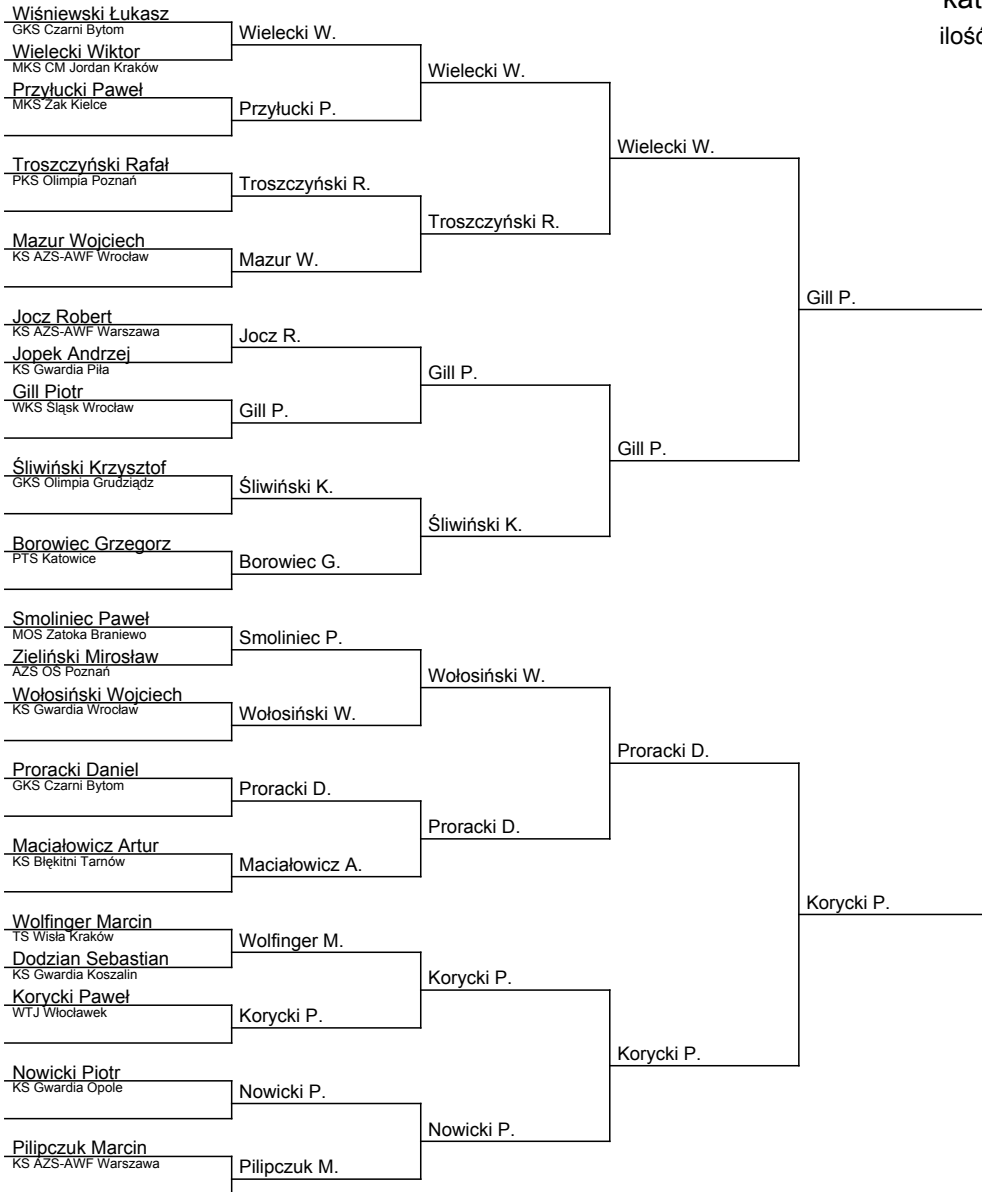 kat
ilość
Wiśniewski Łukasz
GKS Czarni Bytom
Wielecki Wiktor
MKS CM Jordan Kraków
Przyłucki Paweł
MKS Żak Kielce
Troszczyński Rafał
PKS Olimpia Poznań
Mazur Wojciech
KS AZS-AWF Wrocław
Jocz Robert
KS AZS-AWF Warszawa
Jopek Andrzej
KS Gwardia Piła
Gill Piotr
WKS Śląsk Wrocław
Śliwiński Krzysztof
GKS Olimpia Grudziądz
Borowiec Grzegorz
PTS Katowice
Smoliniec Paweł
MOS Zatoka Braniewo
Zieliński Mirosław
AZS OŚ Poznań
Wołosiński Wojciech
KS Gwardia Wrocław
Proracki Daniel
GKS Czarni Bytom
Maciałowicz Artur
KS Błękitni Tarnów
Wolfinger Marcin
TS Wisła Kraków
Dodzian Sebastian
KS Gwardia Koszalin
Korycki Paweł
WTJ Włocławek
Nowicki Piotr
KS Gwardia Opole
Pilipczuk Marcin
KS AZS-AWF Warszawa
Wielecki W.
Przyłucki P.
Troszczyński R.
Mazur W.
Jocz R.
Gill P.
Śliwiński K.
Borowiec G.
Smoliniec P.
Wołosiński W.
Proracki D.
Maciałowicz A.
Wolfinger M.
Korycki P.
Nowicki P.
Pilipczuk M.
Wielecki W.
Troszczyński R.
Gill P.
Śliwiński K.
Wołosiński W.
Proracki D.
Korycki P.
Nowicki P.
Wielecki W.
Gill P.
Proracki D.
Korycki P.
Gill P.
Korycki P.